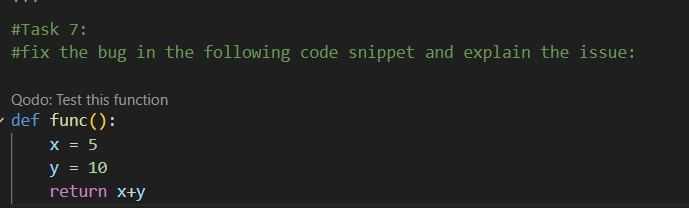 #Task 7:
#fix the bug in the following code snippet and explain the issue:
Qodo: Test this function
def func():
    x = 5
    y = 10
    return x+y